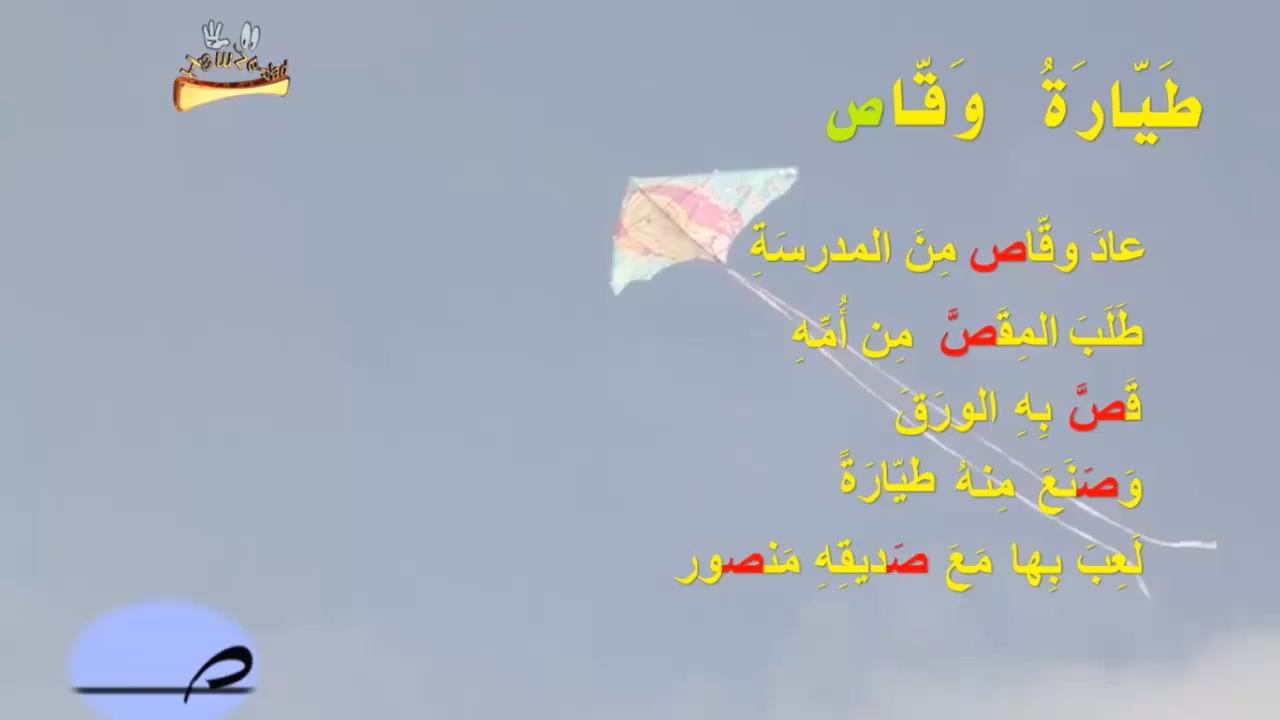 طَيّارَةُ وَقّاص
عادَ وقّاص مِنَ المدرسَةِ
طَلَبَ المِقَصَّ مِن أُمِّهِ
قَصَّ بِهِ الورَقَ
وَصَنَعَ مِنهُ طيّارَةً
لَعِبَ بِها مَعَ صَديقِهِ مَنصور